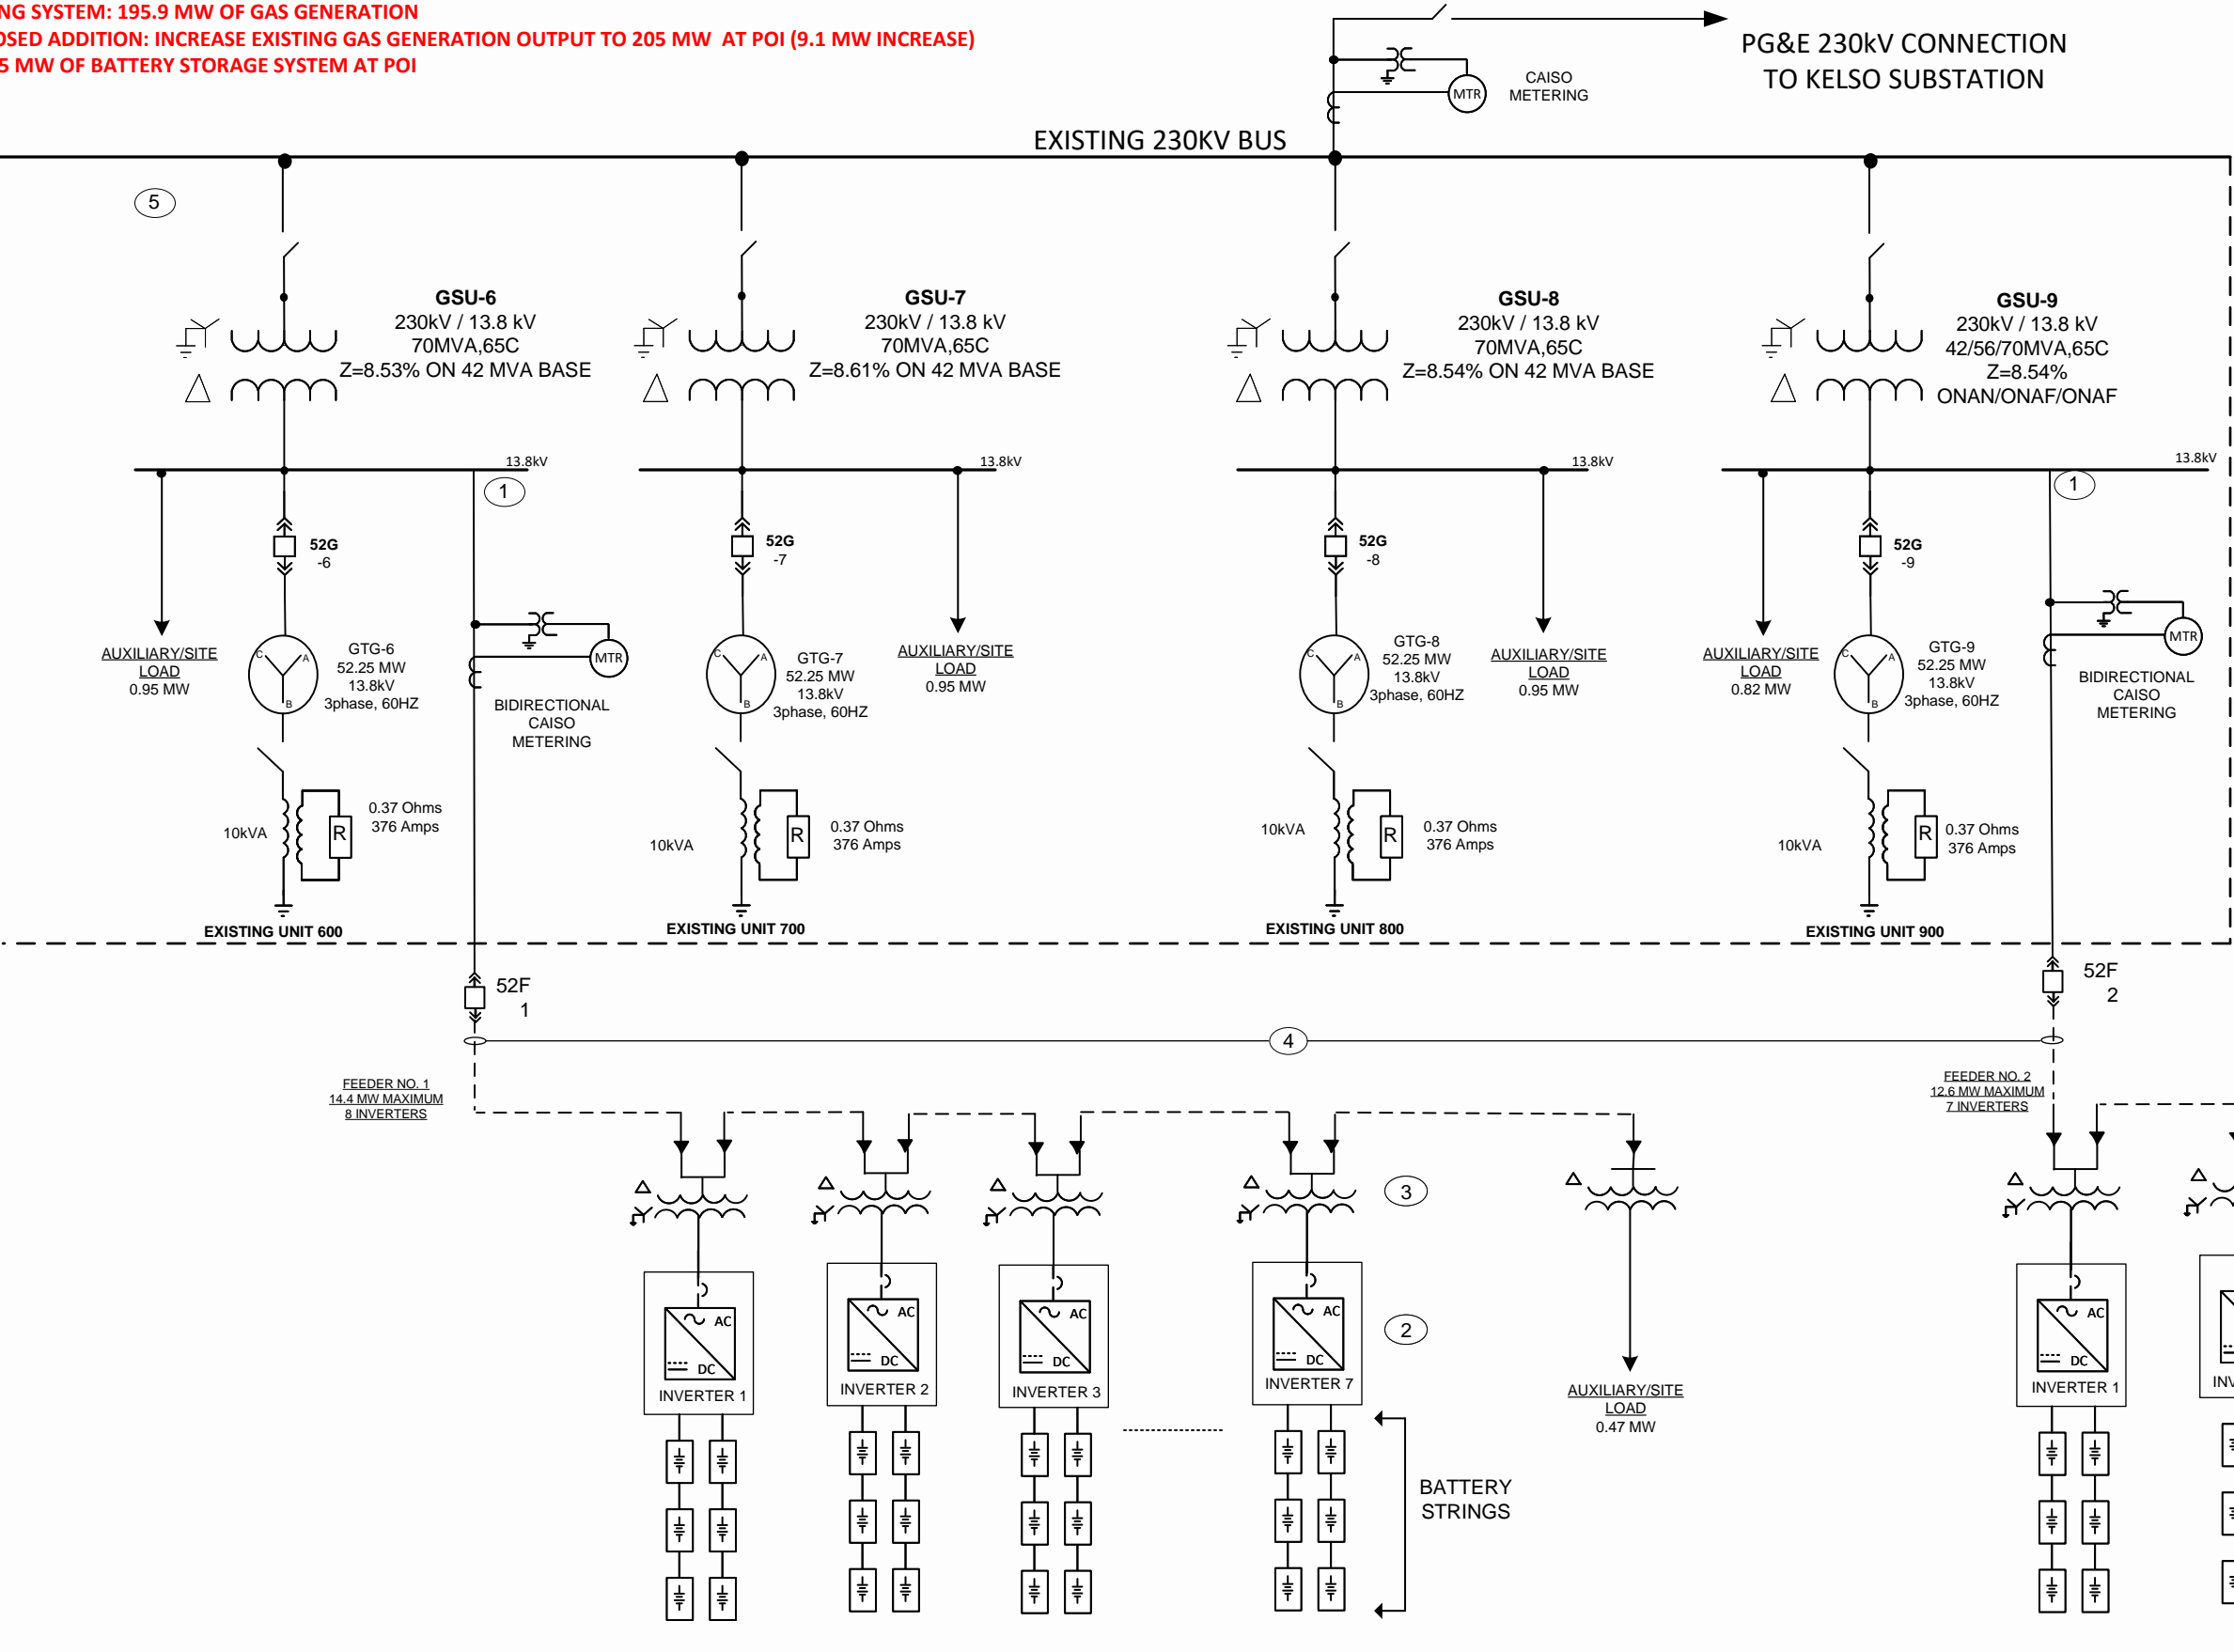 NG SYSTEM: 195.9 MW OF GAS GENERATION
OSED ADDITION: INCREASE EXISTING GAS GENERATION OUTPUT TO 205 MW AT POI (9.1 MW INCREASE)
5 MW OF BATTERY STORAGE SYSTEM AT POI
PG&E 230kV CONNECTION
TO KELSO SUBSTATION
CAISO
METERING
MTR
EXISTING 230KV BUS
5
GSU-6
230kV / 13.8 kV
70MVA,65C
Z=8.53% ON 42 MVA BASE
GSU-7
230kV / 13.8 kV
70MVA,65C
Z=8.61% ON 42 MVA BASE
GSU-8
230kV / 13.8 kV
70MVA,65C
Z=8.54% ON 42 MVA BASE
GSU-9
230kV / 13.8 kV
42/56/70MVA,65C
Z=8.54%
ONAN/ONAF/ONAF
13.8kV
13.8kV
13.8kV
13.8kV
1
1
52G
-6
52G
-7
52G
-8
52G
-9
AUXILIARY/SITE
LOAD
0.95 MW
C
A
B
GTG-6
52.25 MW
13.8kV
3phase, 60HZ
MTR
BIDIRECTIONAL
CAISO
METERING
C
A
B
GTG-7
52.25 MW
13.8kV
3phase, 60HZ
AUXILIARY/SITE
LOAD
0.95 MW
C
A
B
GTG-8
52.25 MW
13.8kV
3phase, 60HZ
AUXILIARY/SITE
LOAD
0.95 MW
AUXILIARY/SITE
LOAD
0.82 MW
C
A
B
GTG-9
52.25 MW
13.8kV
3phase, 60HZ
MTR
BIDIRECTIONAL
CAISO
METERING
10kVA
R
0.37 Ohms
376 Amps
10kVA
R
0.37 Ohms
376 Amps
10kVA
R
0.37 Ohms
376 Amps
10kVA
R
0.37 Ohms
376 Amps
EXISTING UNIT 600
EXISTING UNIT 700
EXISTING UNIT 800
EXISTING UNIT 900
52F
1
52F
2
4
FEEDER NO. 1
14.4 MW MAXIMUM
8 INVERTERS
FEEDER NO. 2
12.6 MW MAXIMUM
7 INVERTERS
3
AC
DC
INVERTER 1
AC
DC
INVERTER 2
AC
DC
INVERTER 3
AC
DC
INVERTER 7
2
AUXILIARY/SITE
LOAD
0.47 MW
AC
DC
INVERTER 1
INV
BATTERY
STRINGS